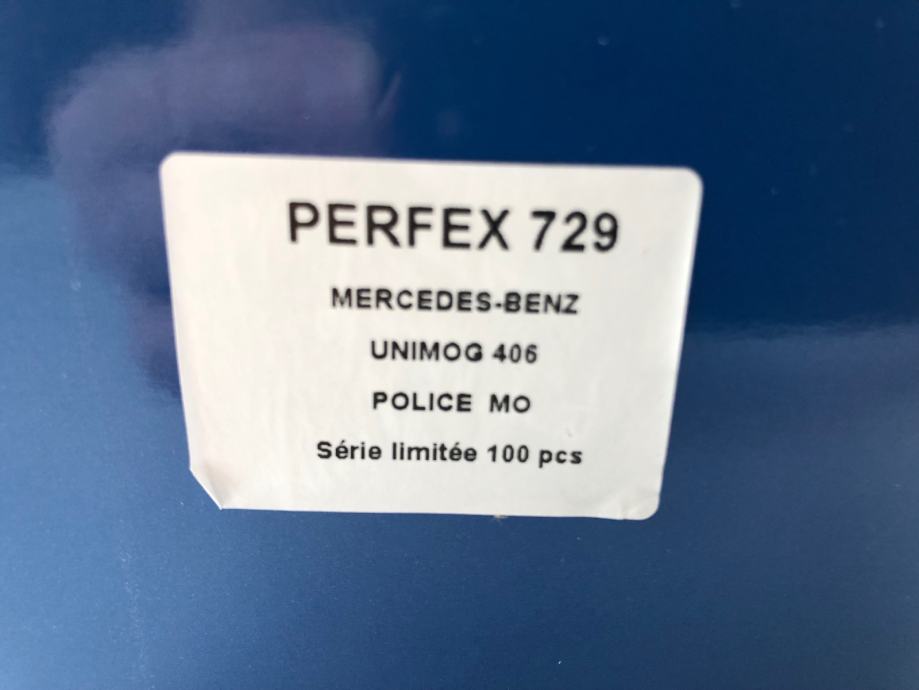 PERFEX 729
MERCEDES-BENZ
UNIMOG 406
POLICE MO
Série limitée 100 pcs